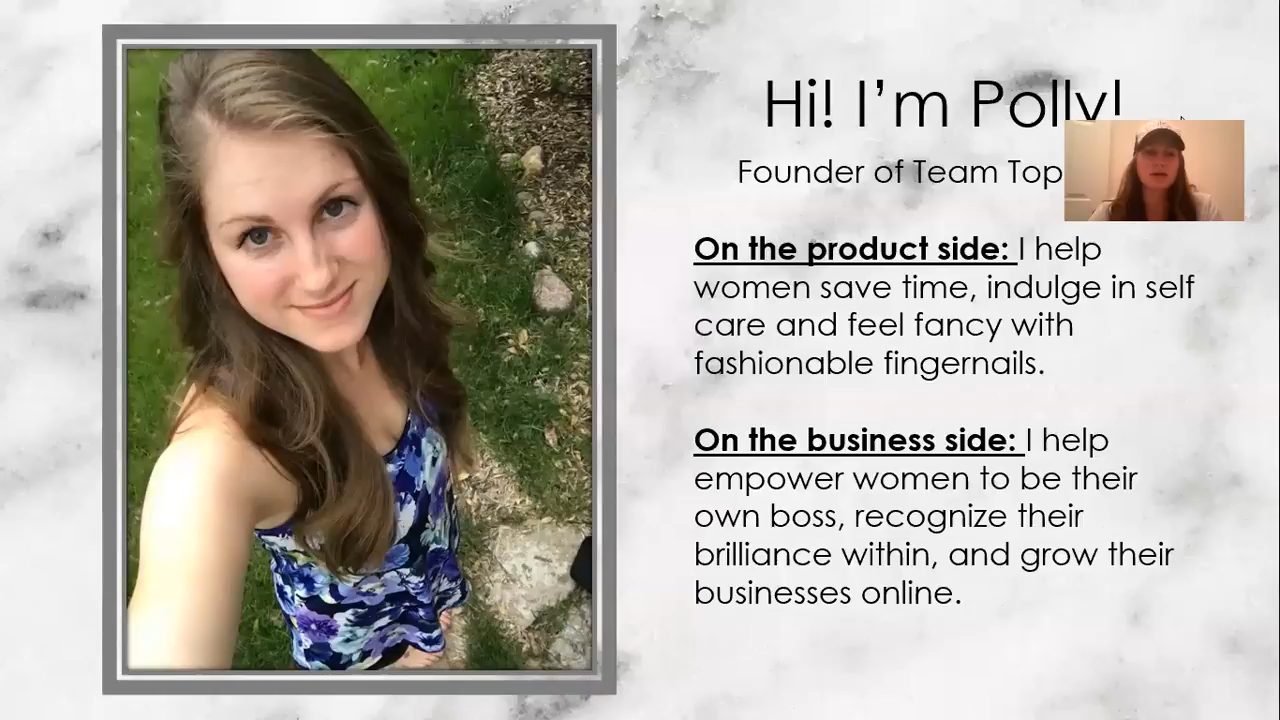 Hi! I’m Polly!
Founder of Team Top
On the product side: I help
women save time, indulge in self
care and feel fancy with
fashionable fingernails.
On the business side: I help
empower women to be their
own boss, recognize their
brilliance within, and grow their
businesses online.